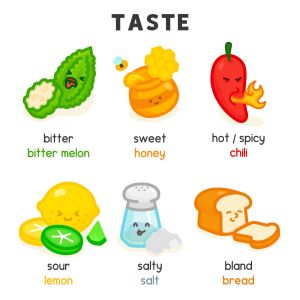 TASTE
bitter
bitter melon
sweet
honey
hot / spicy
chili
sour
lemon
salty
salt
bland
bread